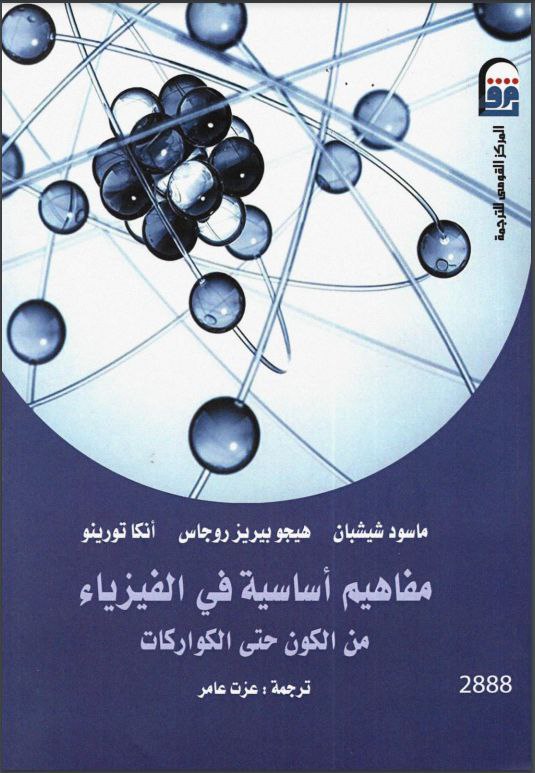 المركز القومى للترجمة
ماسود شيشبان هيجو بيريز روجاس أنكا تورينو
مفاهيم أساسية في الفيزياء
من الكون حتى الكواركات
ترجمة : عزت عامر
2888